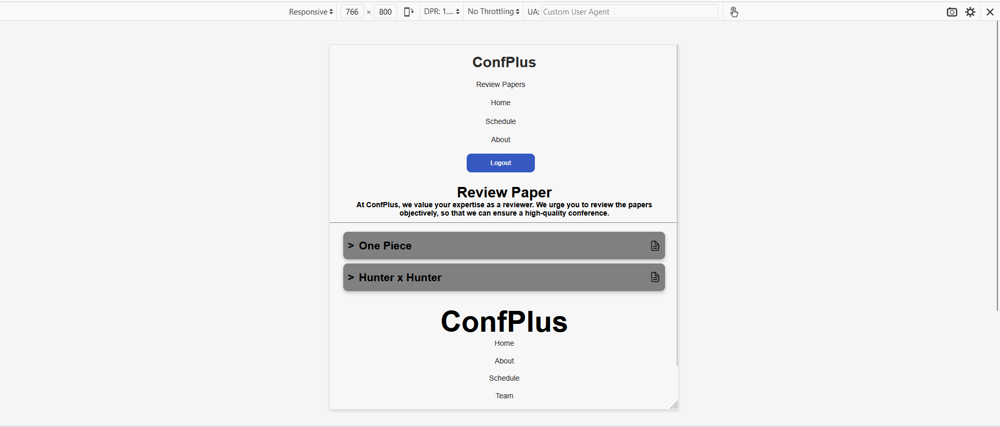 Responsive 766 × 800 DPR: 1.... No Throttling UA: Custom User Agent
ConfPlus
Review Papers
Home
Schedule
About
Logout
Review Paper
At ConfPlus, we value your expertise as a reviewer. We urge you to review the papers
objectively, so that we can ensure a high-quality conference.
> One Piece
> Hunter x Hunter
ConfPlus
Home
About
Schedule
Team